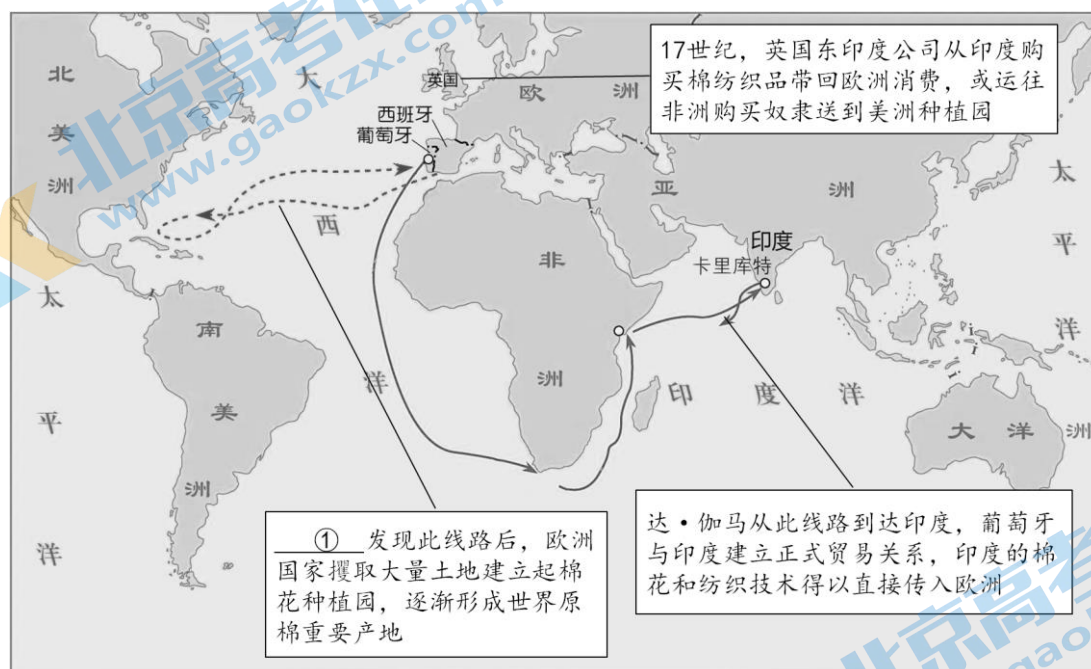 17世纪，英国东印度公司从印度购
买棉纺织品带回欧洲消费，或运往
非洲购买奴隶送到美洲种植园
北美洲
大西洋
英国
欧洲
西班牙
葡萄牙
亚洲
太平洋
印度
卡里库特
非洲
太平洋
南美洲
印度洋
大洋洲
① 发现此线路后，欧洲
国家攫取大量土地建立起棉
花种植园，逐渐形成世界原
棉重要产地
达·伽马从此线路到达印度，葡萄牙
与印度建立正式贸易关系，印度的棉
花和纺织技术得以直接传入欧洲
www.gaokzx.com